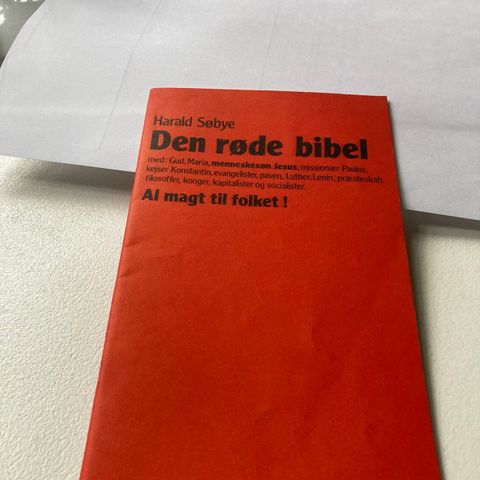 Harald Søbye
Den røde bibel
med: Gud, Maria, menneskesøn Jesus, missionær Paulus,
kejser Konstantin, evangelister, paven, Luther, Lenin, præsteskab,
filosoffer, konger, kapitalister og socialister.
Al magt til folket !